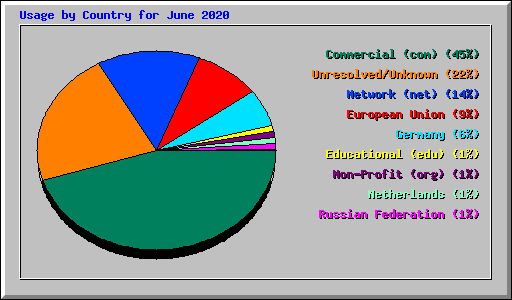 Usage by Country for June 2020
Commercial (com) (45%)
Unresolved/Unknown (22%)
Network (net) (14%)
European Union (9%)
Germany (6%)
Educational (edu) (1%)
Non-Profit (org) (1%)
Netherlands (1%)
Russian Federation (1%)